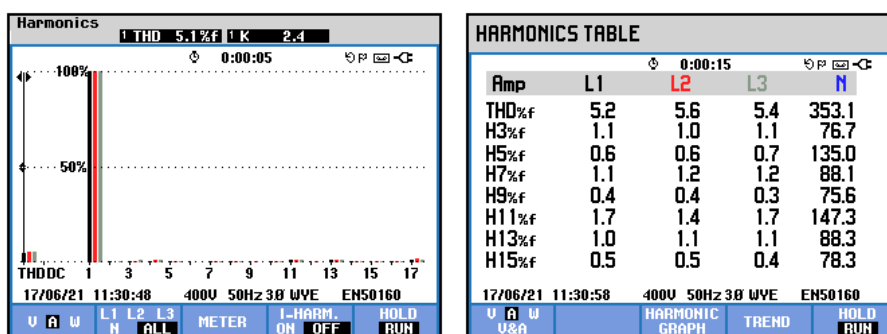 Harmonics
1 THD 5.1%f 1 K 2.4
0:00:05
100%
50%
THDDC 1 3 5 7 9 11 13 15 17
17/06/21 11:30:48 400V 50Hz 3Ø WYE EN50160
V A W L1 L2 L3 N ALL METER I-HARM. ON OFF HOLD RUN
HARMONICS TABLE
0:00:15
Amp L1 L2 L3 N
THD%f 5.2 5.6 5.4 353.1
H3%f 1.1 1.0 1.1 76.7
H5%f 0.6 0.6 0.7 135.0
H7%f 1.1 1.2 1.2 88.1
H9%f 0.4 0.4 0.3 75.6
H11%f 1.7 1.4 1.7 147.3
H13%f 1.0 1.1 1.1 88.3
H15%f 0.5 0.5 0.4 78.3
17/06/21 11:30:58 400V 50Hz 3Ø WYE EN50160
V A W V&A HARMONIC GRAPH TREND HOLD RUN